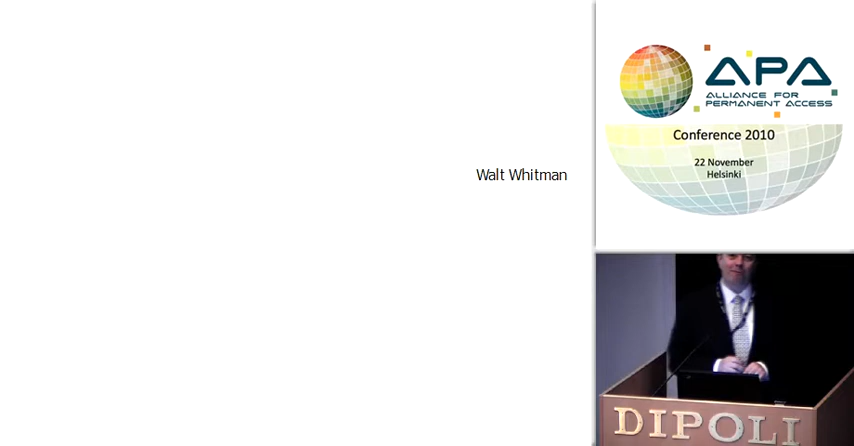 Walt Whitman
APA
ALLIANCE FOR
PERMANENT ACCESS
Conference 2010
22 November
Helsinki
DIPOLI